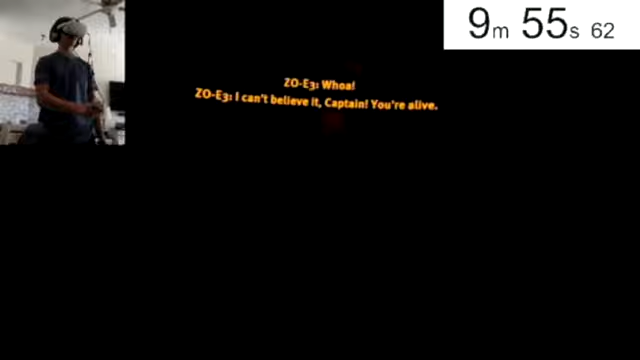 9m 55s 62
ZO-E3: Whoa!
ZO-E3: I can't believe it, Captain! You're alive.